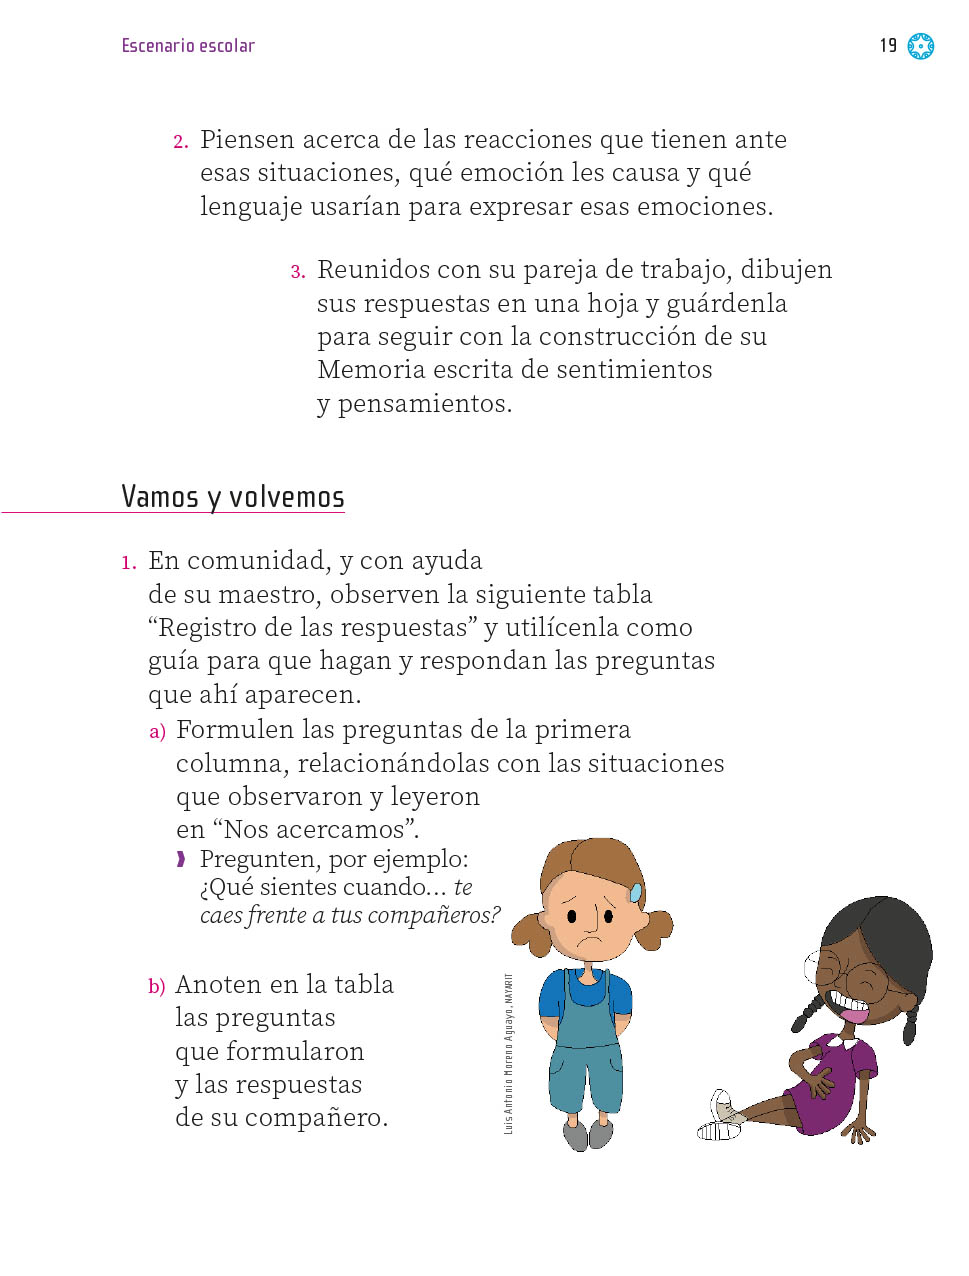 Escenario escolar
19
2. Piensen acerca de las reacciones que tienen ante
esas situaciones, qué emoción les causa y qué
lenguaje usarían para expresar esas emociones.
3. Reunidos con su pareja de trabajo, dibujen
sus respuestas en una hoja y guárdenla
para seguir con la construcción de su
Memoria escrita de sentimientos
y pensamientos.
Vamos y volvemos
1. En comunidad, y con ayuda
de su maestro, observen la siguiente tabla
“Registro de las respuestas” y utilícenla como
guía para que hagan y respondan las preguntas
que ahí aparecen.
a) Formulen las preguntas de la primera
columna, relacionándolas con las situaciones
que observaron y leyeron
en “Nos acercamos”.
Pregunten, por ejemplo:
¿Qué sientes cuando... te
caes frente a tus compañeros?
b) Anoten en la tabla
las preguntas
que formularon
y las respuestas
de su compañero.
Luis Antonio Moreno Aguayo, NAYARIT